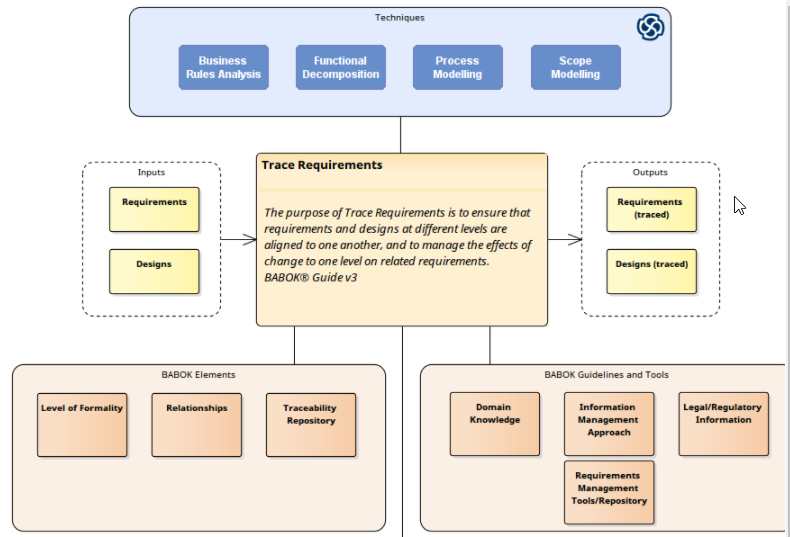 Techniques
Business
Rules Analysis
Functional
Decomposition
Process
Modelling
Scope
Modelling
Inputs
Requirements
Designs
Trace Requirements
The purpose of Trace Requirements is to ensure that
requirements and designs at different levels are
aligned to one another, and to manage the effects of
change to one level on related requirements.
BABOK® Guide v3
Outputs
Requirements
(traced)
Designs (traced)
BABOK Elements
Level of Formality
Relationships
Traceability
Repository
BABOK Guidelines and Tools
Domain
Knowledge
Information
Management
Approach
Legal/Regulatory
Information
Requirements
Management
Tools/Repository